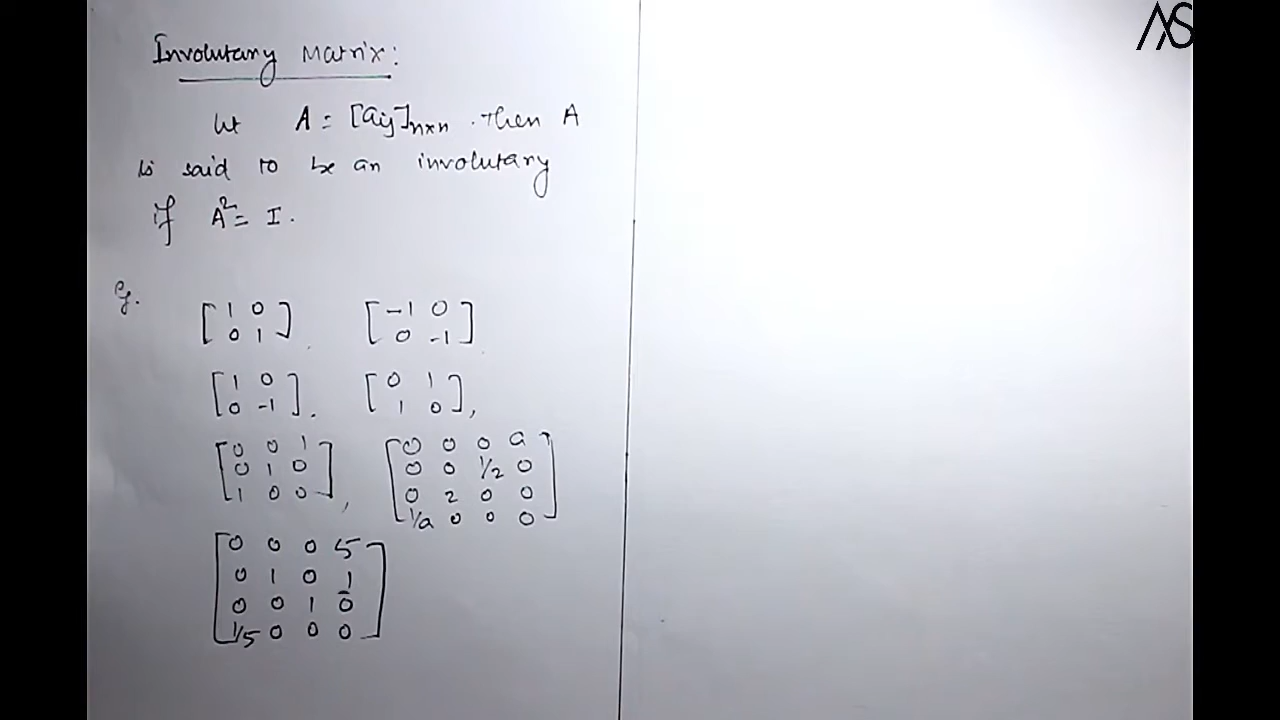 NS
Involutary Matrix:
Let A = [aij]n×n. Then A
is said to be an involutary
if A² = I.
Eg.
[1 0] [-1 0]
[0 1], [0 -1]
[1 0] [0 1]
[0 -1], [1 0],
[0 0 1] [0 0 0 a]
[0 1 0] [0 0 1/2 0]
[1 0 0], [0 2 0 0]
[1/a 0 0 0]
[0 0 0 5]
[0 1 0 1]
[0 0 1 0]
[1/5 0 0 0]